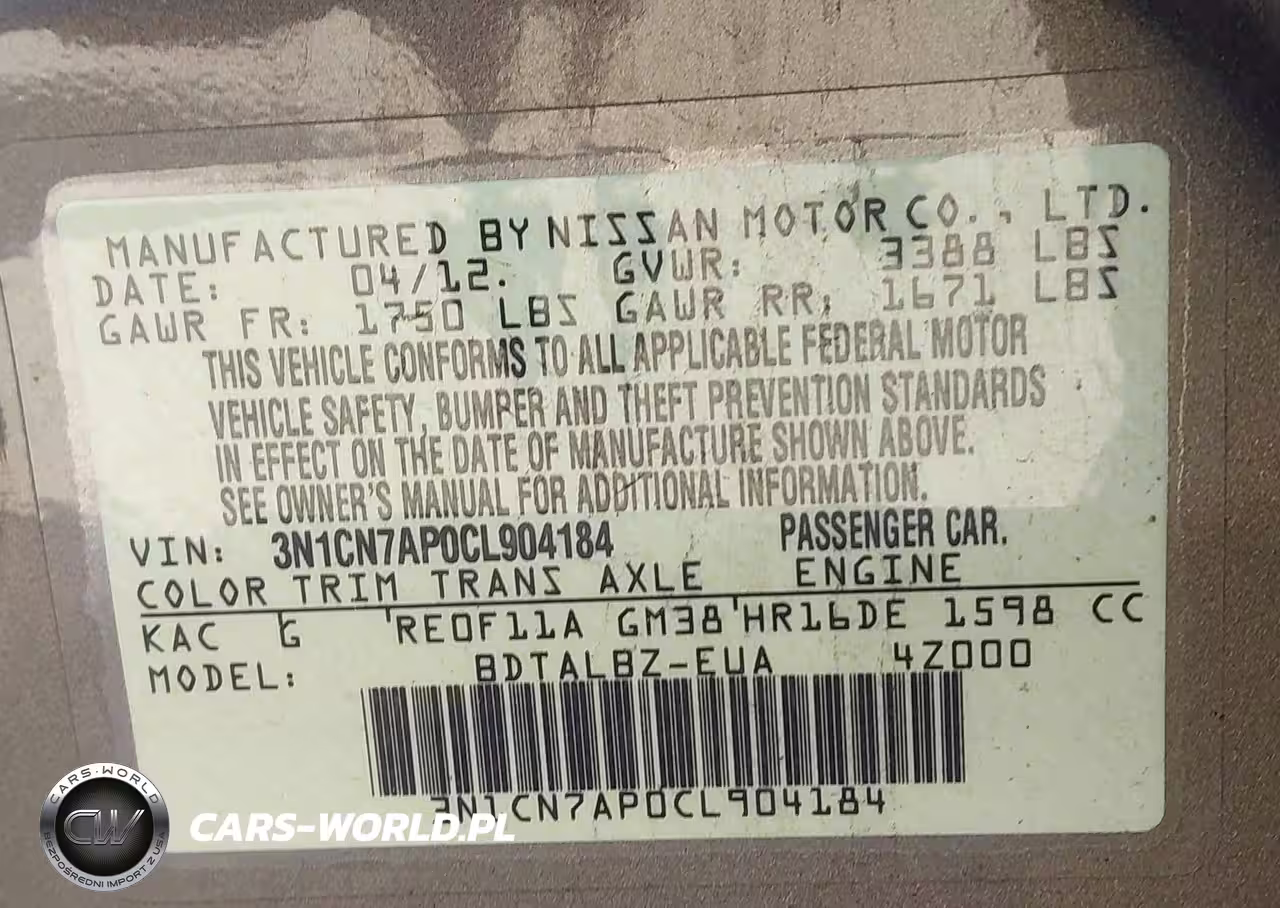 MANUFACTURED BY NISSAN MOTOR CO., LTD.
DATE: 04/12. GVWR: 3388 LBS
GAWR FR: 1750 LBS GAWR RR: 1671 LBS
THIS VEHICLE CONFORMS TO ALL APPLICABLE FEDERAL MOTOR
VEHICLE SAFETY, BUMPER AND THEFT PREVENTION STANDARDS
IN EFFECT ON THE DATE OF MANUFACTURE SHOWN ABOVE.
SEE OWNER'S MANUAL FOR ADDITIONAL INFORMATION.
VIN: 3N1CN7AP0CL904184 PASSENGER CAR.
COLOR TRIM TRANS AXLE ENGINE
KAC G 'RE0F11A GM38'HR16DE 1598 CC
MODEL: BDTALBZ-EUA 4Z000
3N1CN7AP0CL904184
CARS-WORLD
CW
BEZPOŚREDNI IMPORT Z USA
CARS-WORLD.PL